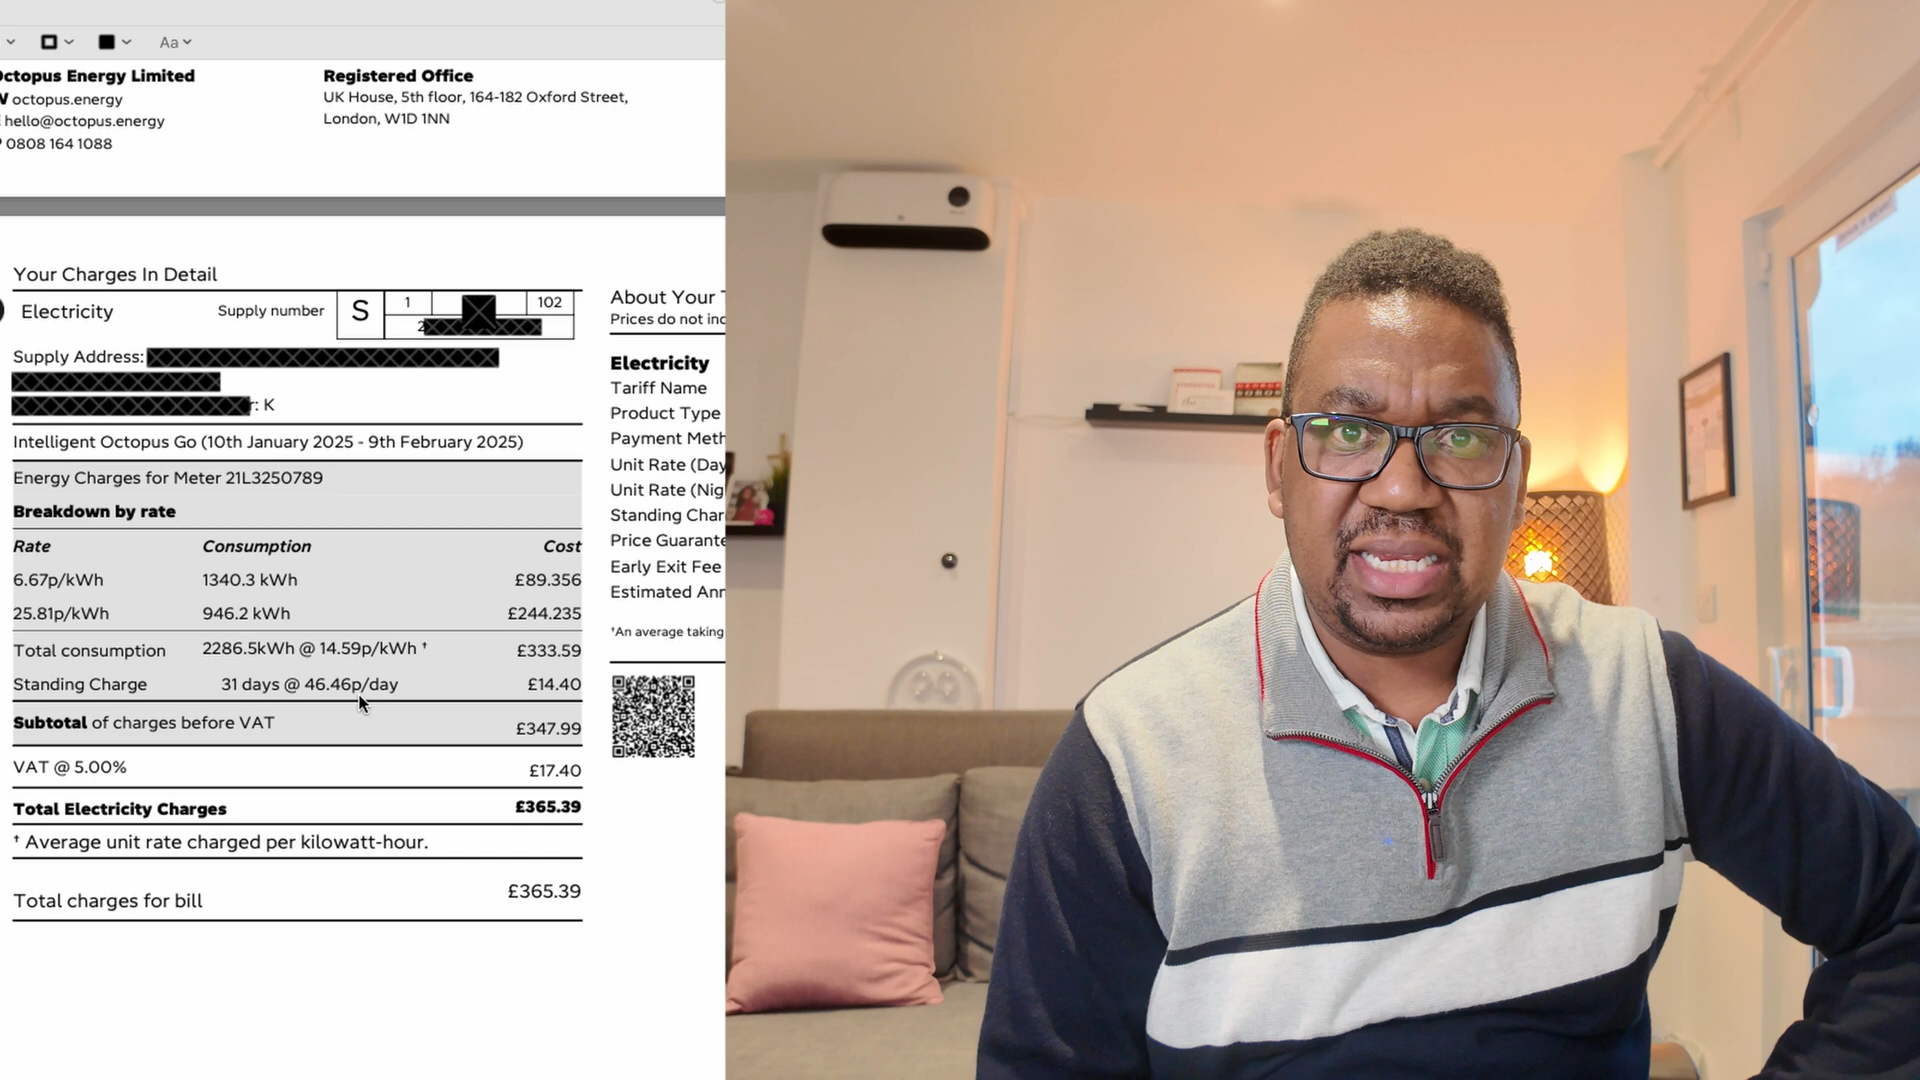 Aa
Octopus Energy Limited
W octopus.energy
hello@octopus.energy
P 0808 164 1088
Registered Office
UK House, 5th floor, 164-182 Oxford Street,
London, W1D 1NN
Your Charges In Detail
Electricity
Supply number
S
1
102
2
Supply Address:
r: K
Intelligent Octopus Go (10th January 2025 - 9th February 2025)
Energy Charges for Meter 21L3250789
Breakdown by rate
Rate Consumption Cost
6.67p/kWh 1340.3 kWh £89.356
25.81p/kWh 946.2 kWh £244.235
Total consumption 2286.5kWh @ 14.59p/kWh † £333.59
Standing Charge 31 days @ 46.46p/day £14.40
Subtotal of charges before VAT £347.99
VAT @ 5.00% £17.40
Total Electricity Charges £365.39
† Average unit rate charged per kilowatt-hour.
Total charges for bill £365.39
About Your T
Prices do not inc
Electricity
Tariff Name
Product Type
Payment Meth
Unit Rate (Day
Unit Rate (Nig
Standing Char
Price Guarante
Early Exit Fee
Estimated Ann
†An average taking